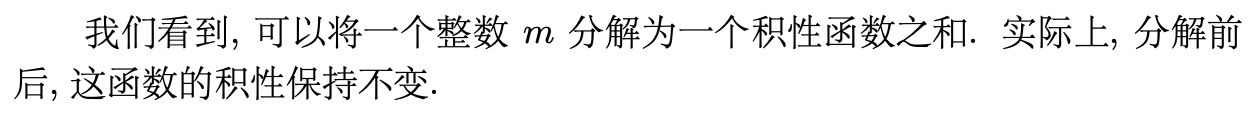 我们看到, 可以将一个整数 m 分解为一个积性函数之和. 实际上, 分解前
后, 这函数的积性保持不变.